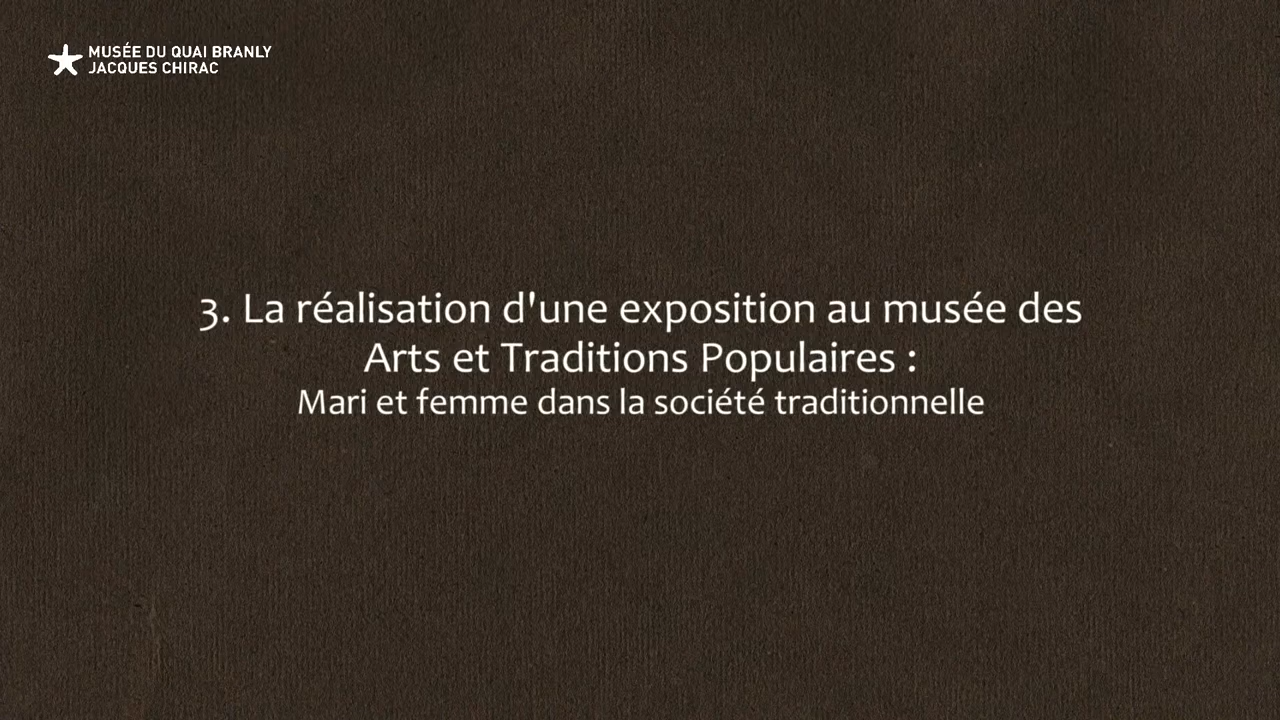 MUSÉE DU QUAI BRANLY
JACQUES CHIRAC
3. La réalisation d'une exposition au musée des
Arts et Traditions Populaires :
Mari et femme dans la société traditionnelle